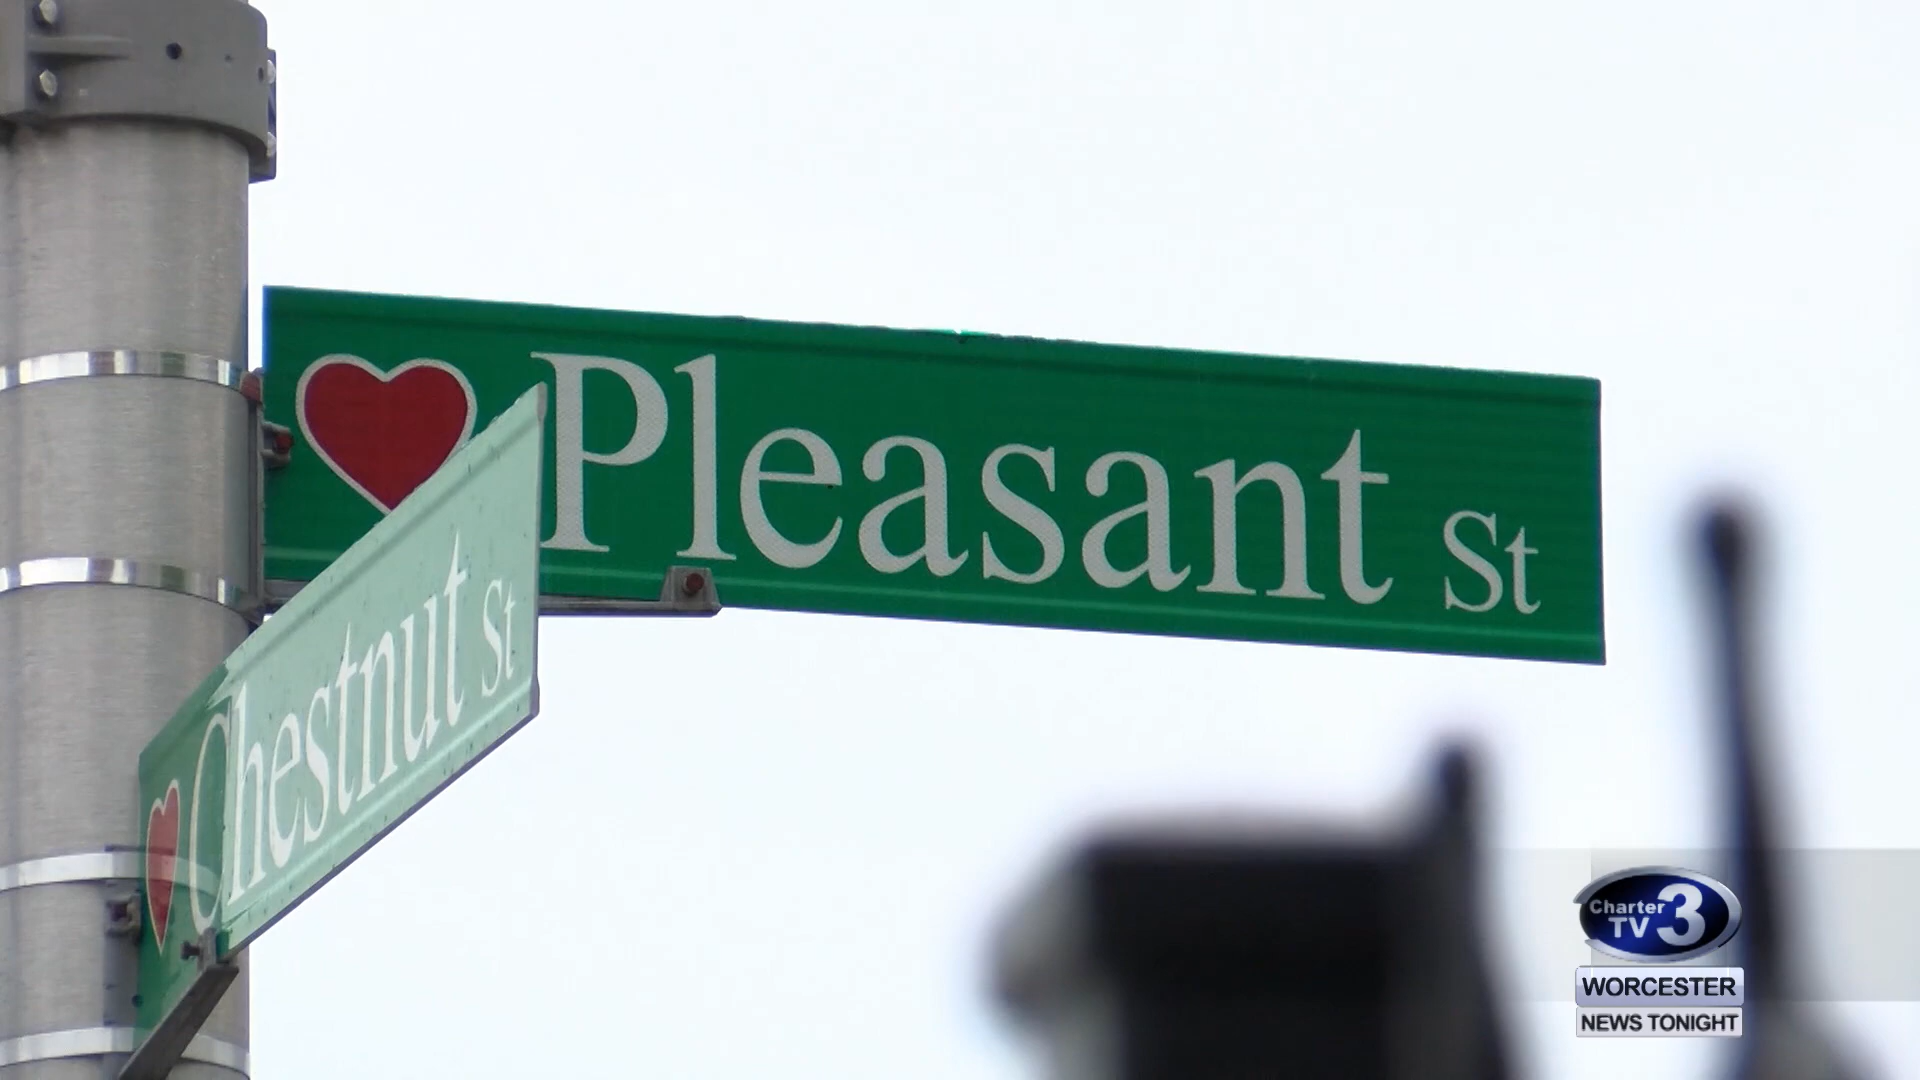 Pleasant St
Chestnut St
Charter
TV 3
WORCESTER
NEWS TONIGHT